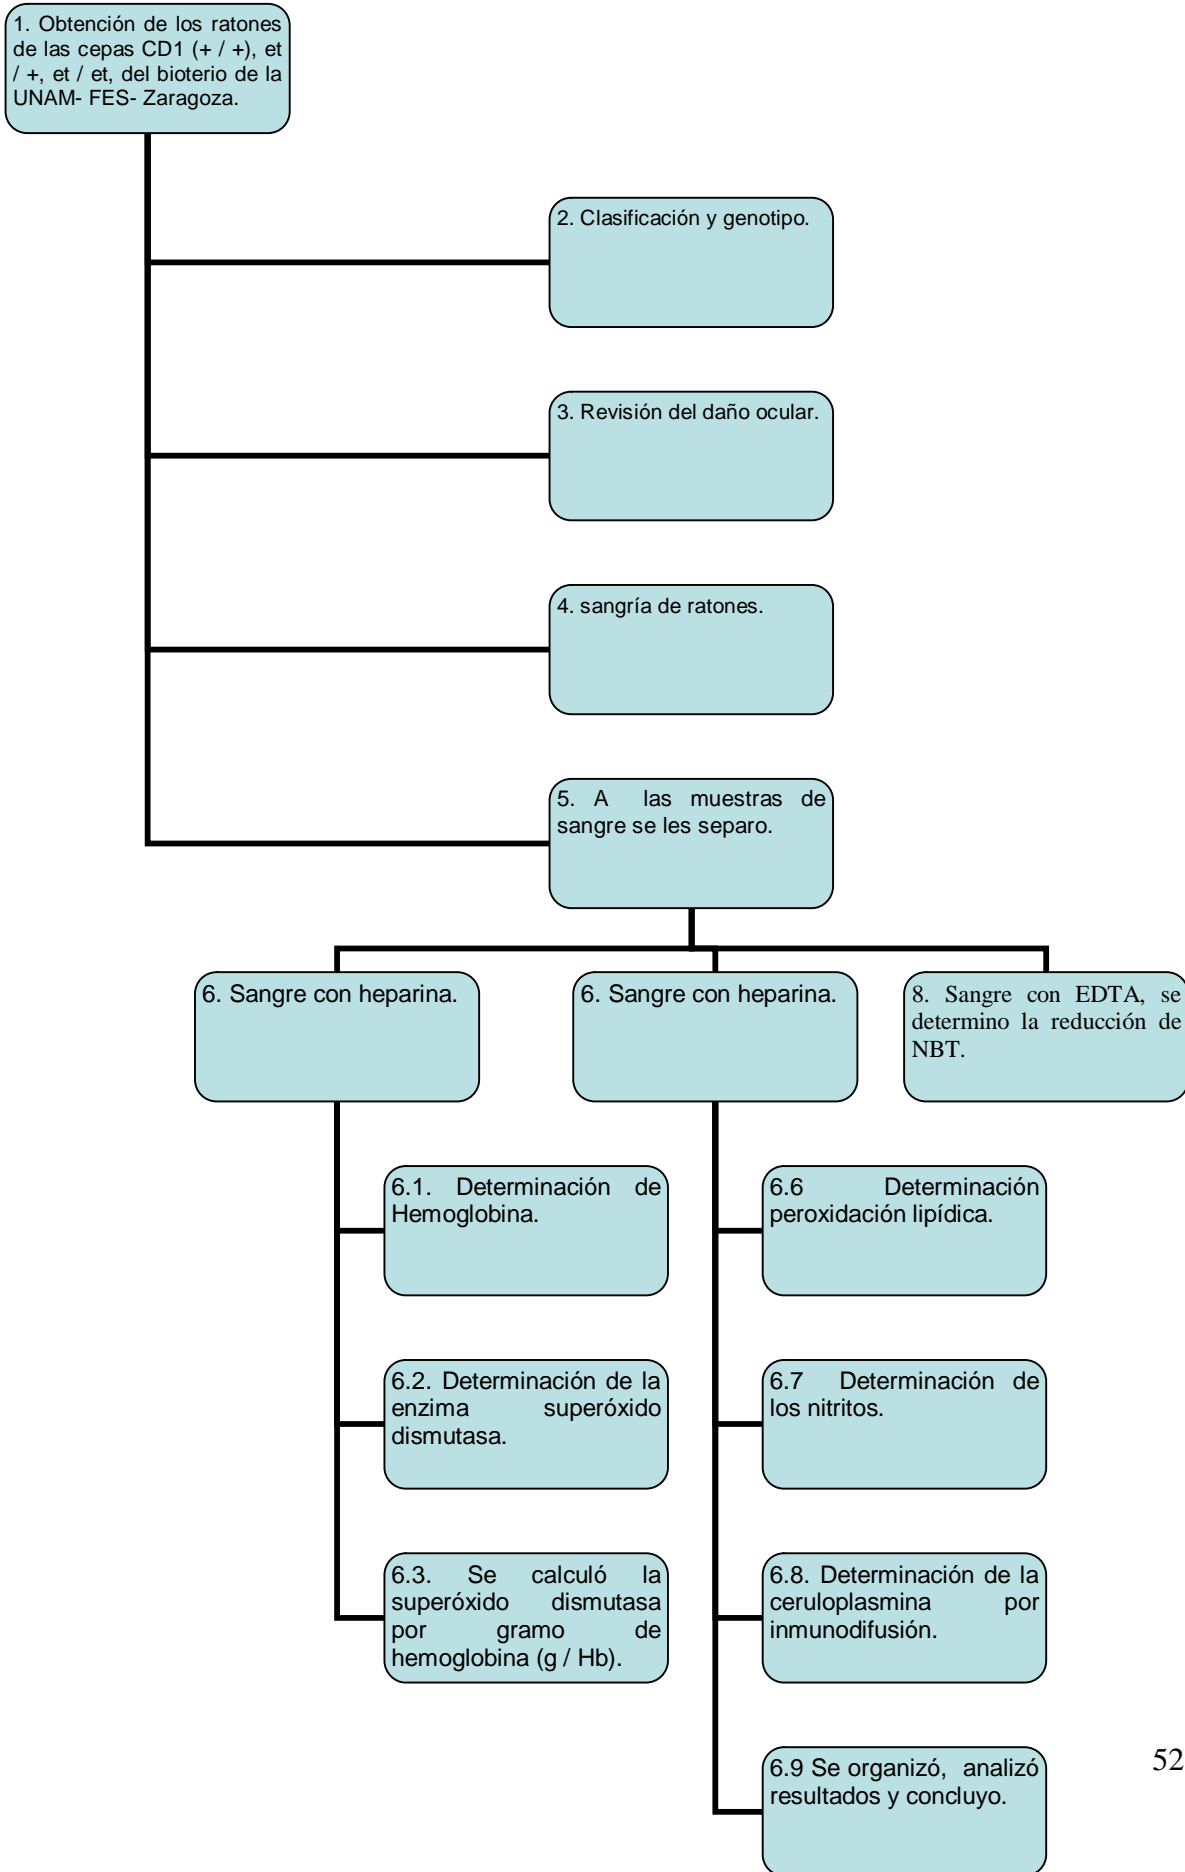 1. Obtención de los ratones
de las cepas CD1 (+ / +), et
/ +, et / et, del bioterio de la
UNAM- FES- Zaragoza.
2. Clasificación y genotipo.
3. Revisión del daño ocular.
4. sangría de ratones.
5. A las muestras de
sangre se les separo.
6. Sangre con heparina.
6. Sangre con heparina.
8. Sangre con EDTA, se
determino la reducción de
NBT.
6.1. Determinación de
Hemoglobina.
6.2. Determinación de la
enzima superóxido
dismutasa.
6.3. Se calculó la
superóxido dismutasa
por gramo de
hemoglobina (g / Hb).
6.6 Determinación
peroxidación lipídica.
6.7 Determinación de
los nitritos.
6.8. Determinación de la
ceruloplasmina por
inmunodifusión.
6.9 Se organizó, analizó
resultados y concluyo.
52